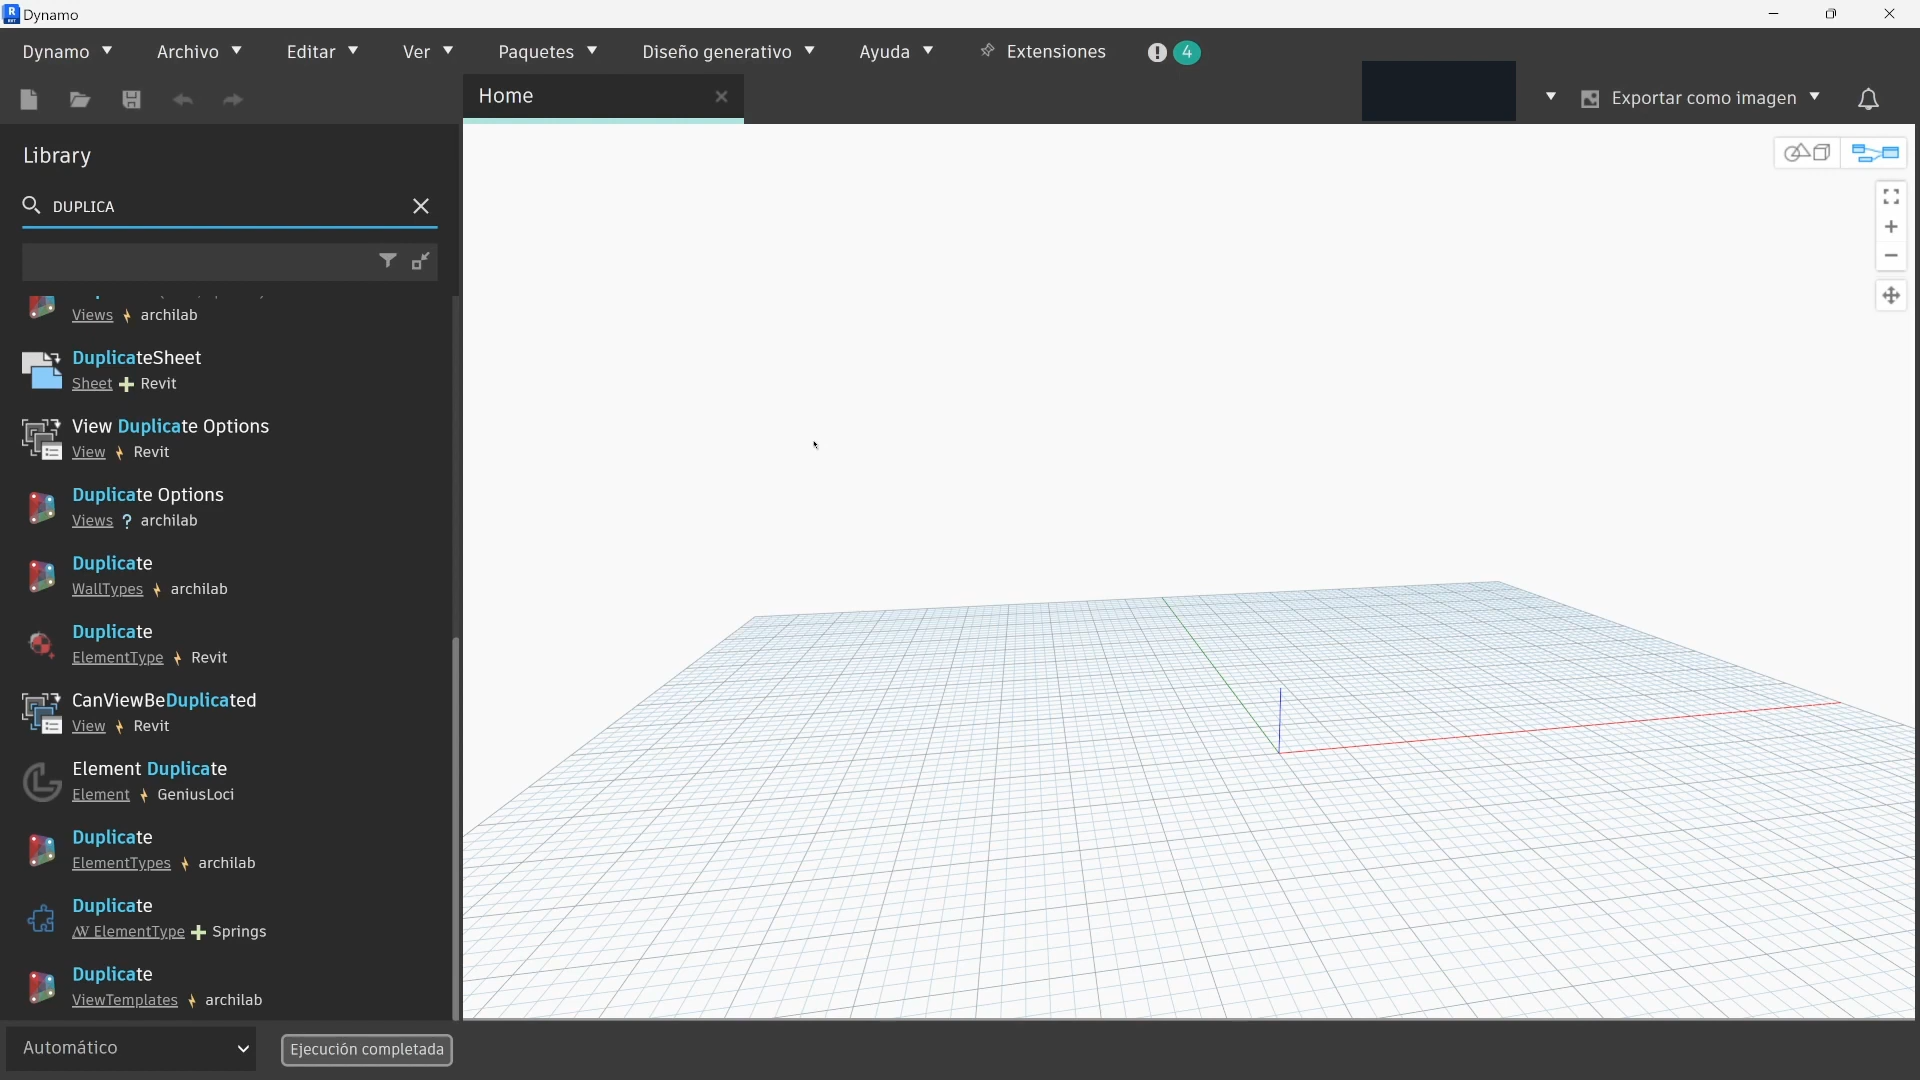 Dynamo
Dynamo Archivo Editar Ver Paquetes Diseño generativo Ayuda Extensiones 4
Home
Exportar como imagen
Library
DUPLICA
Views archilab
DuplicateSheet
Sheet Revit
View Duplicate Options
View Revit
Duplicate Options
Views ? archilab
Duplicate
WallTypes archilab
Duplicate
ElementType Revit
CanViewBeDuplicated
View Revit
Element Duplicate
Element GeniusLoci
Duplicate
ElementTypes archilab
Duplicate
ElementType Springs
Duplicate
ViewTemplates archilab
Automático
Ejecución completada